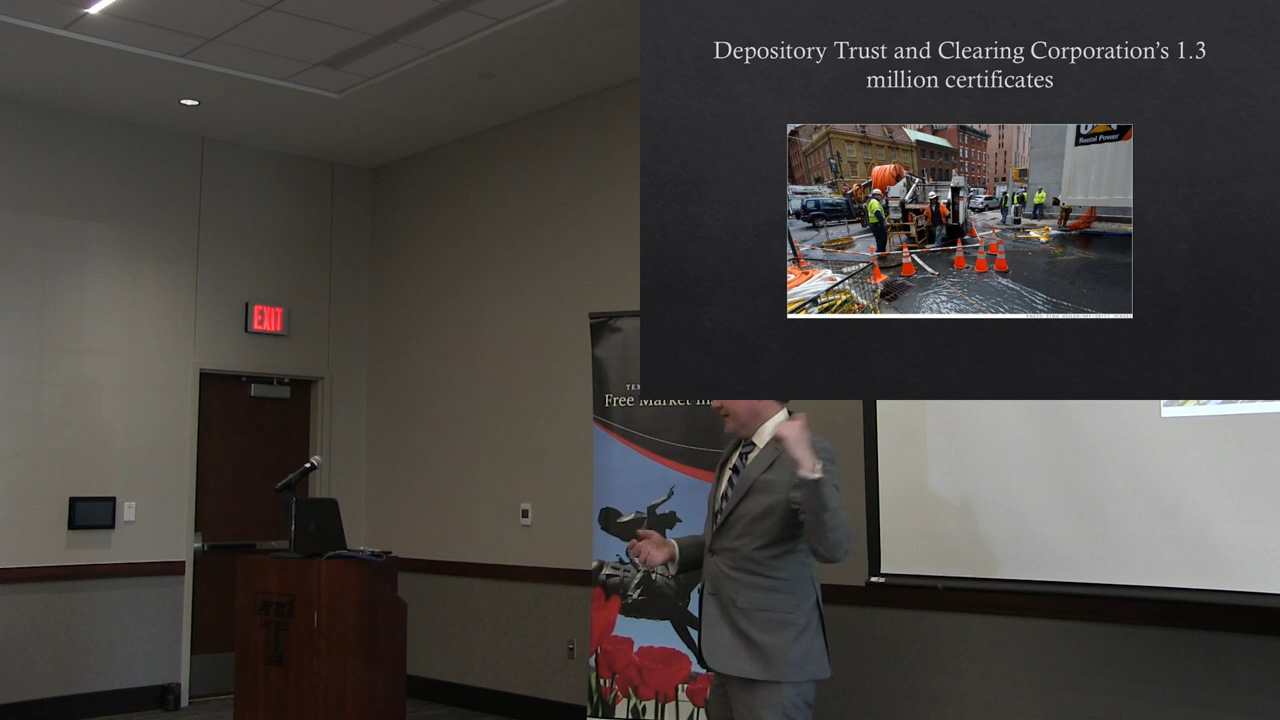 Depository Trust and Clearing Corporation's 1.3
million certificates
Rental Power
EXIT
Free Market